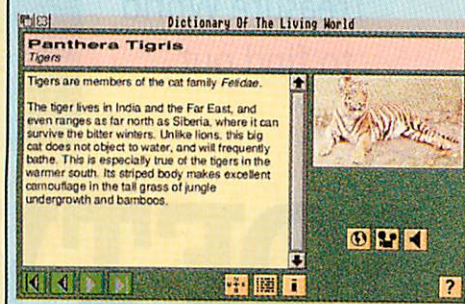 Dictionary Of The Living World
Panthera Tigris
Tigers
Tigers are members of the cat family Felidae.
The tiger lives in India and the Far East, and
even ranges as far north as Siberia, where it can
survive the bitter winters. Unlike lions, this big
cat does not object to water, and will frequently
bathe. This is especially true of the tigers in the
warmer south. Its striped body makes excellent
camouflage in the tall grass of jungle
undergrowth and bamboos.
i
?